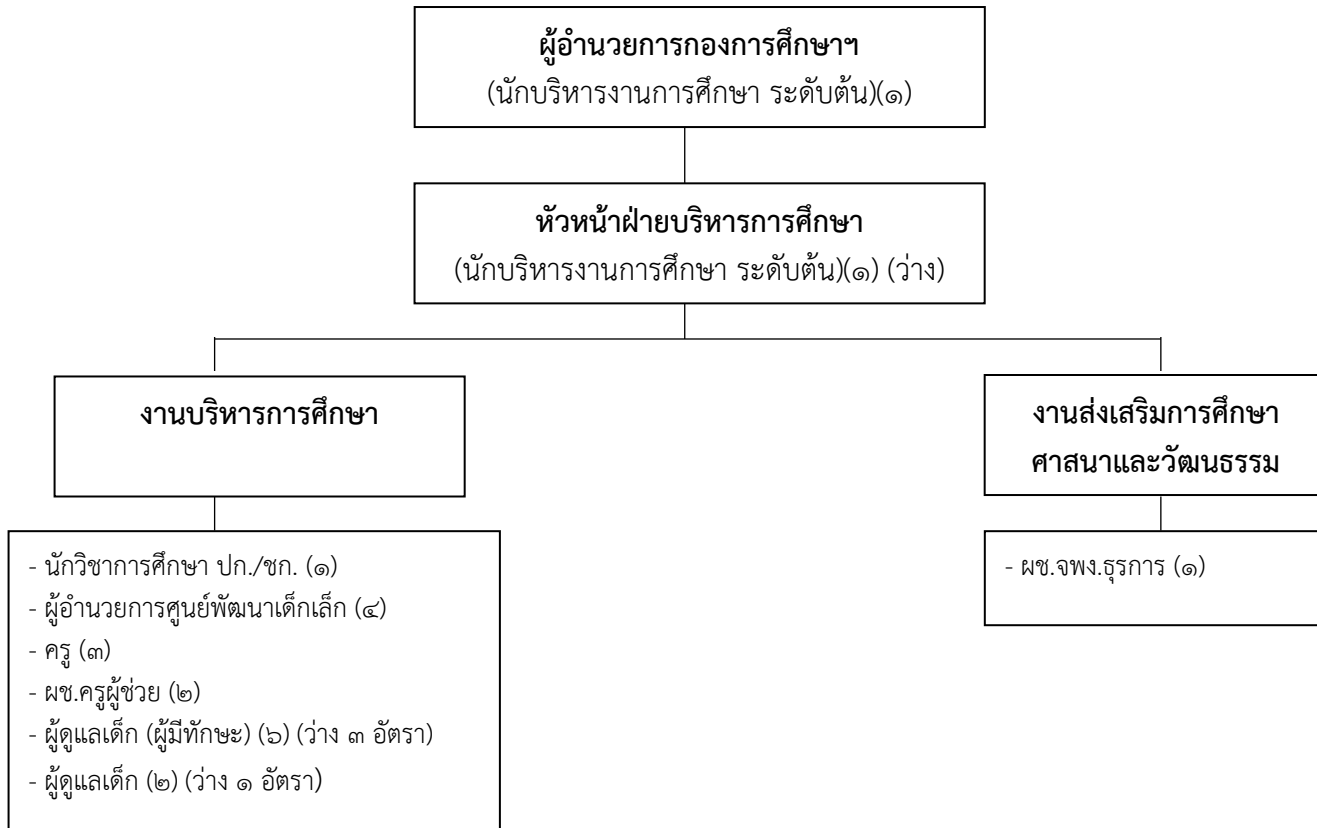 ผู้อำนวยการกองการศึกษาฯ
(นักบริหารงานการศึกษา ระดับต้น)(๑)
หัวหน้าฝ่ายบริหารการศึกษา
(นักบริหารงานการศึกษา ระดับต้น)(๑) (ว่าง)
งานบริหารการศึกษา
งานส่งเสริมการศึกษา
ศาสนาและวัฒนธรรม
- นักวิชาการศึกษา ปก./ชก. (๑)
- ผู้อำนวยการศูนย์พัฒนาเด็กเล็ก (๔)
- ครู (๓)
- ผช.ครูผู้ช่วย (๒)
- ผู้ดูแลเด็ก (ผู้มีทักษะ) (๖) (ว่าง ๓ อัตรา)
- ผู้ดูแลเด็ก (๒) (ว่าง ๑ อัตรา)
- ผช.จพง.ธุรการ (๑)